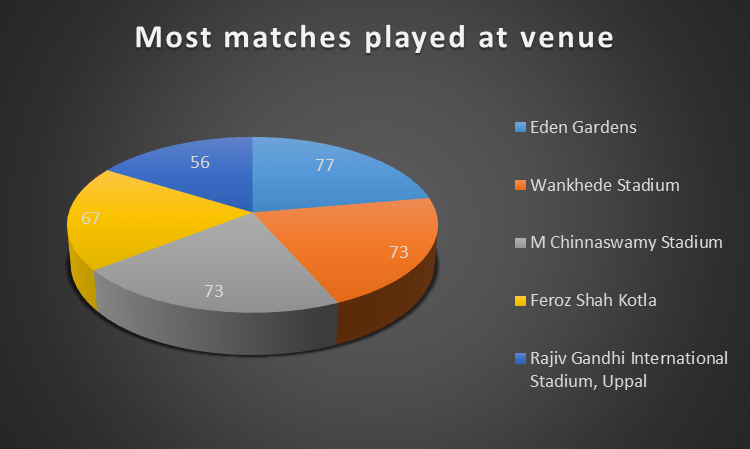 Most matches played at venue
56
77
67
73
73
Eden Gardens
Wankhede Stadium
M Chinnaswamy Stadium
Feroz Shah Kotla
Rajiv Gandhi International
Stadium, Uppal